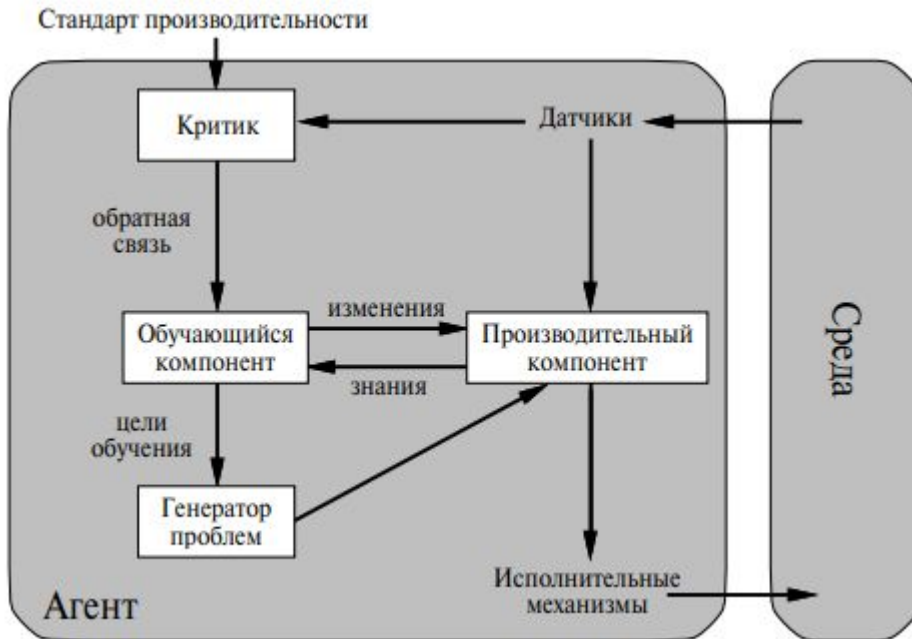 Стандарт производительности
Критик
Датчики
обратная
связь
изменения
Обучающийся
компонент
Производительный
компонент
знания
цели
обучения
Генератор
проблем
Исполнительные
механизмы
Агент
Среда